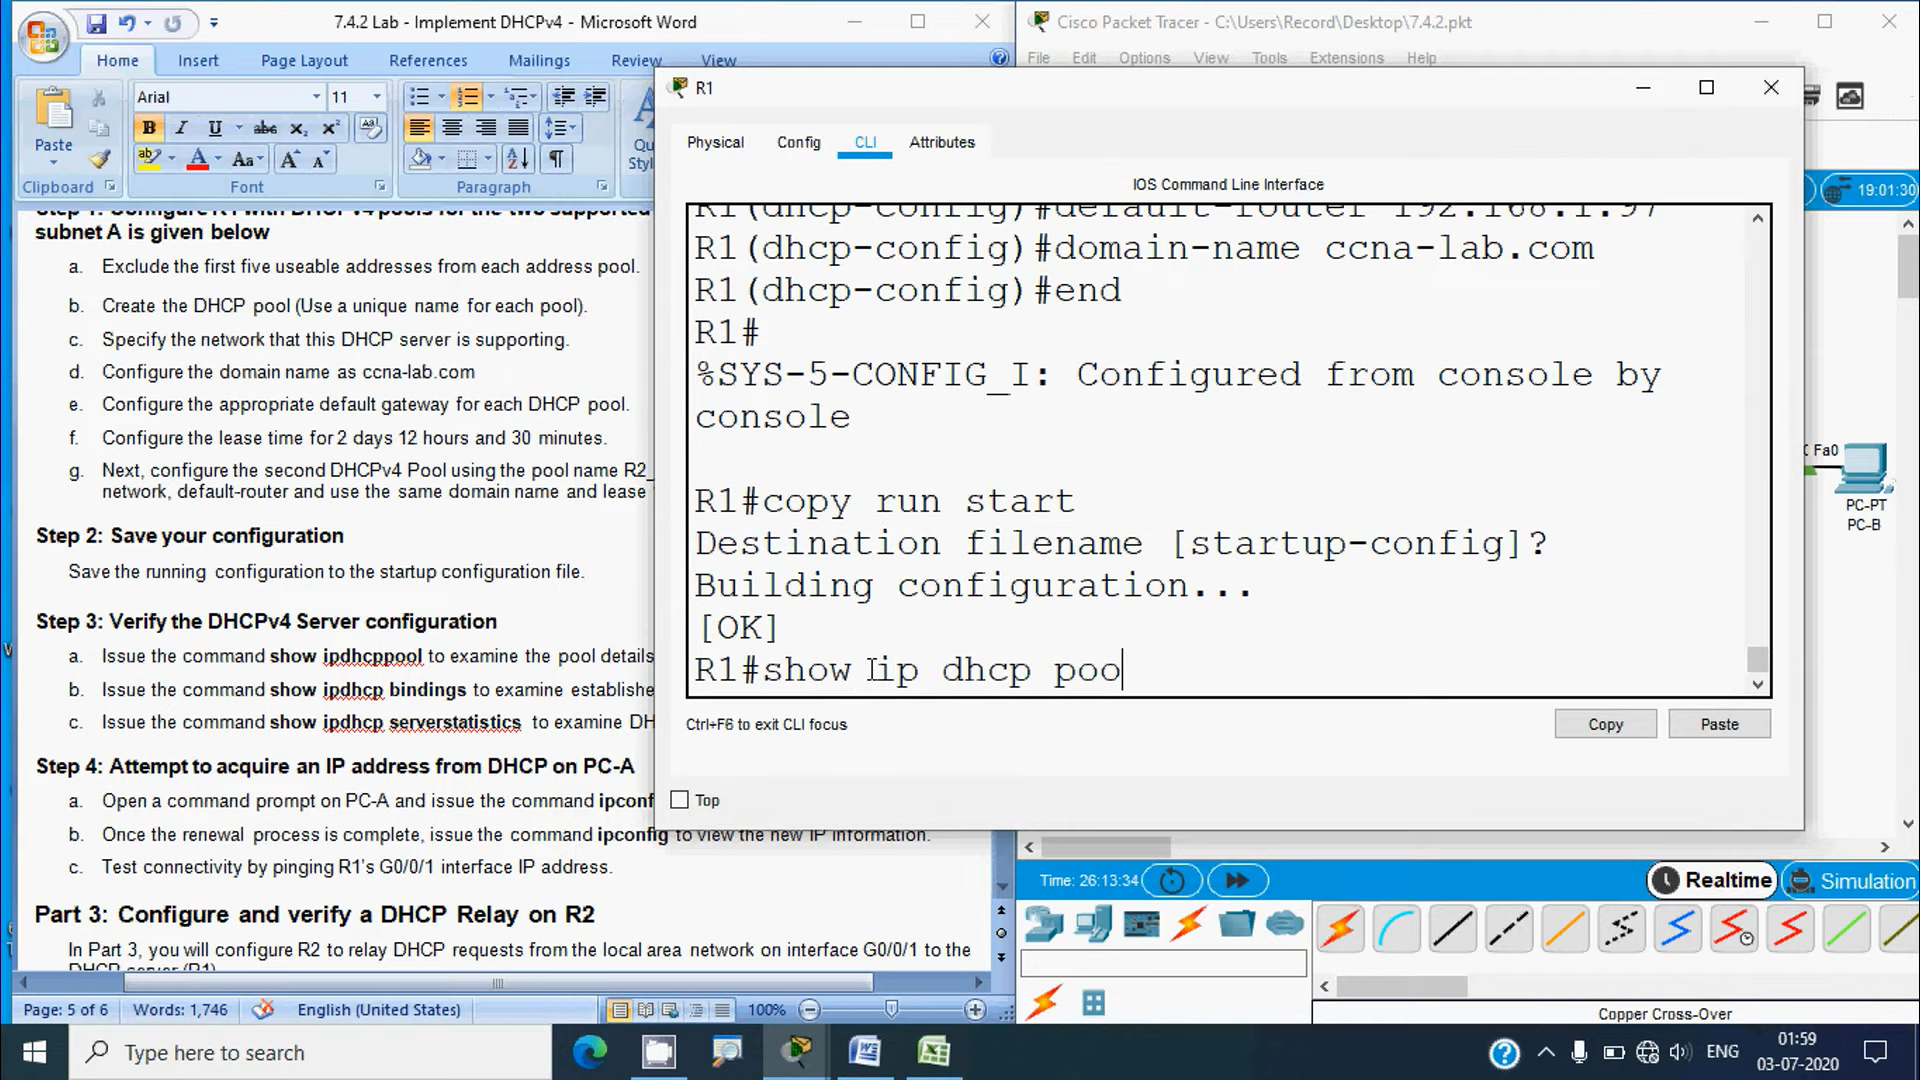 7.4.2 Lab - Implement DHCPv4 - Microsoft Word
Home Insert Page Layout References Mailings Review View
Arial 11
Paste
Clipboard Font Paragraph
subnet A is given below
a. Exclude the first five useable addresses from each address pool.
b. Create the DHCP pool (Use a unique name for each pool).
c. Specify the network that this DHCP server is supporting.
d. Configure the domain name as ccna-lab.com
e. Configure the appropriate default gateway for each DHCP pool.
f. Configure the lease time for 2 days 12 hours and 30 minutes.
g. Next, configure the second DHCPv4 Pool using the pool name R2_
network, default-router and use the same domain name and lease
Step 2: Save your configuration
Save the running configuration to the startup configuration file.
Step 3: Verify the DHCPv4 Server configuration
a. Issue the command show ipdhcppool to examine the pool details
b. Issue the command show ipdhcp bindings to examine established
c. Issue the command show ipdhcp serverstatistics to examine
Step 4: Attempt to acquire an IP address from DHCP on PC-A
a. Open a command prompt on PC-A and issue the command ipconf
b. Once the renewal process is complete, issue the command ipconfig to view the new IP information.
c. Test connectivity by pinging R1's G0/0/1 interface IP address.
Part 3: Configure and verify a DHCP Relay on R2
In Part 3, you will configure R2 to relay DHCP requests from the local area network on interface G0/0/1 to the
DHCP server (R1)
Page: 5 of 6 Words: 1,746 English (United States) 100%
Cisco Packet Tracer - C:\Users\Record\Desktop\7.4.2.pkt
File Edit Options View Tools Extensions Help
19:01:30
R1
Physical Config CLI Attributes
IOS Command Line Interface
R1(dhcp-config)#default-router 192.168.1.97
R1(dhcp-config)#domain-name ccna-lab.com
R1(dhcp-config)#end
R1#
%SYS-5-CONFIG_I: Configured from console by
console
R1#copy run start
Destination filename [startup-config]?
Building configuration...
[OK]
R1#show ip dhcp poo
Ctrl+F6 to exit CLI focus
Copy Paste
Top
Fa0
PC-PT
PC-B
Time: 26:13:34
Realtime Simulation
Copper Cross-Over
Type here to search
ENG
01:59
03-07-2020